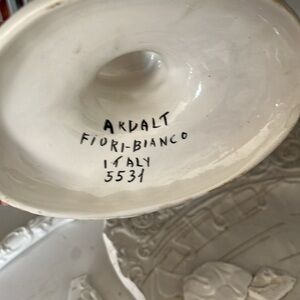 ARDALT
FIORI-BIANCO
ITALY
5531